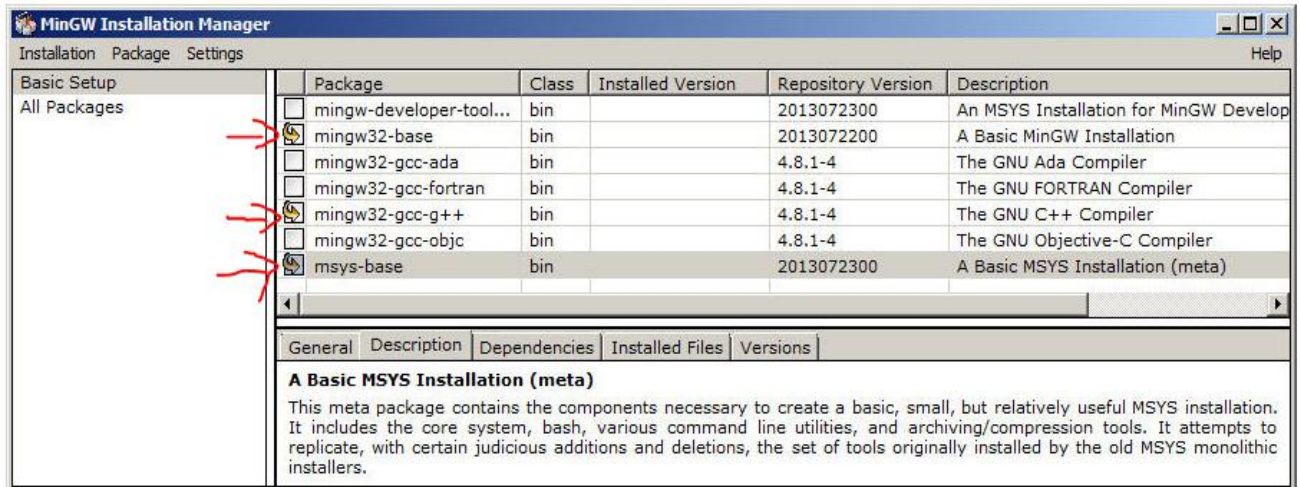 MinGW Installation Manager
Installation Package Settings Help
Basic Setup
All Packages
Package Class Installed Version Repository Version Description
mingw-developer-tool... bin 2013072300 An MSYS Installation for MinGW Develop
mingw32-base bin 2013072200 A Basic MinGW Installation
mingw32-gcc-ada bin 4.8.1-4 The GNU Ada Compiler
mingw32-gcc-fortran bin 4.8.1-4 The GNU FORTRAN Compiler
mingw32-gcc-g++ bin 4.8.1-4 The GNU C++ Compiler
mingw32-gcc-objc bin 4.8.1-4 The GNU Objective-C Compiler
msys-base bin 2013072300 A Basic MSYS Installation (meta)
General Description Dependencies Installed Files Versions
A Basic MSYS Installation (meta)
This meta package contains the components necessary to create a basic, small, but relatively useful MSYS installation.
It includes the core system, bash, various command line utilities, and archiving/compression tools. It attempts to
replicate, with certain judicious additions and deletions, the set of tools originally installed by the old MSYS monolithic
installers.